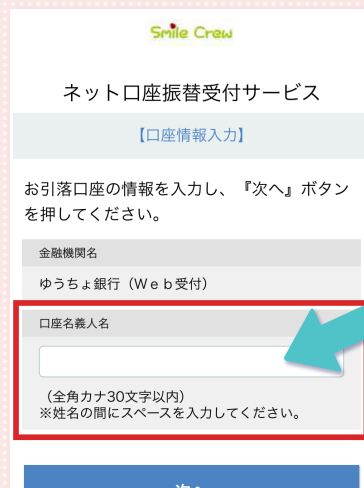 Smile Crew
ネット口座振替受付サービス
【口座情報入力】
お引落口座の情報を入力し、『次へ』ボタン
を押してください。
金融機関名
ゆうちょ銀行（Ｗｅｂ受付）
口座名義人名
（全角カナ30文字以内）
※姓名の間にスペースを入力してください。